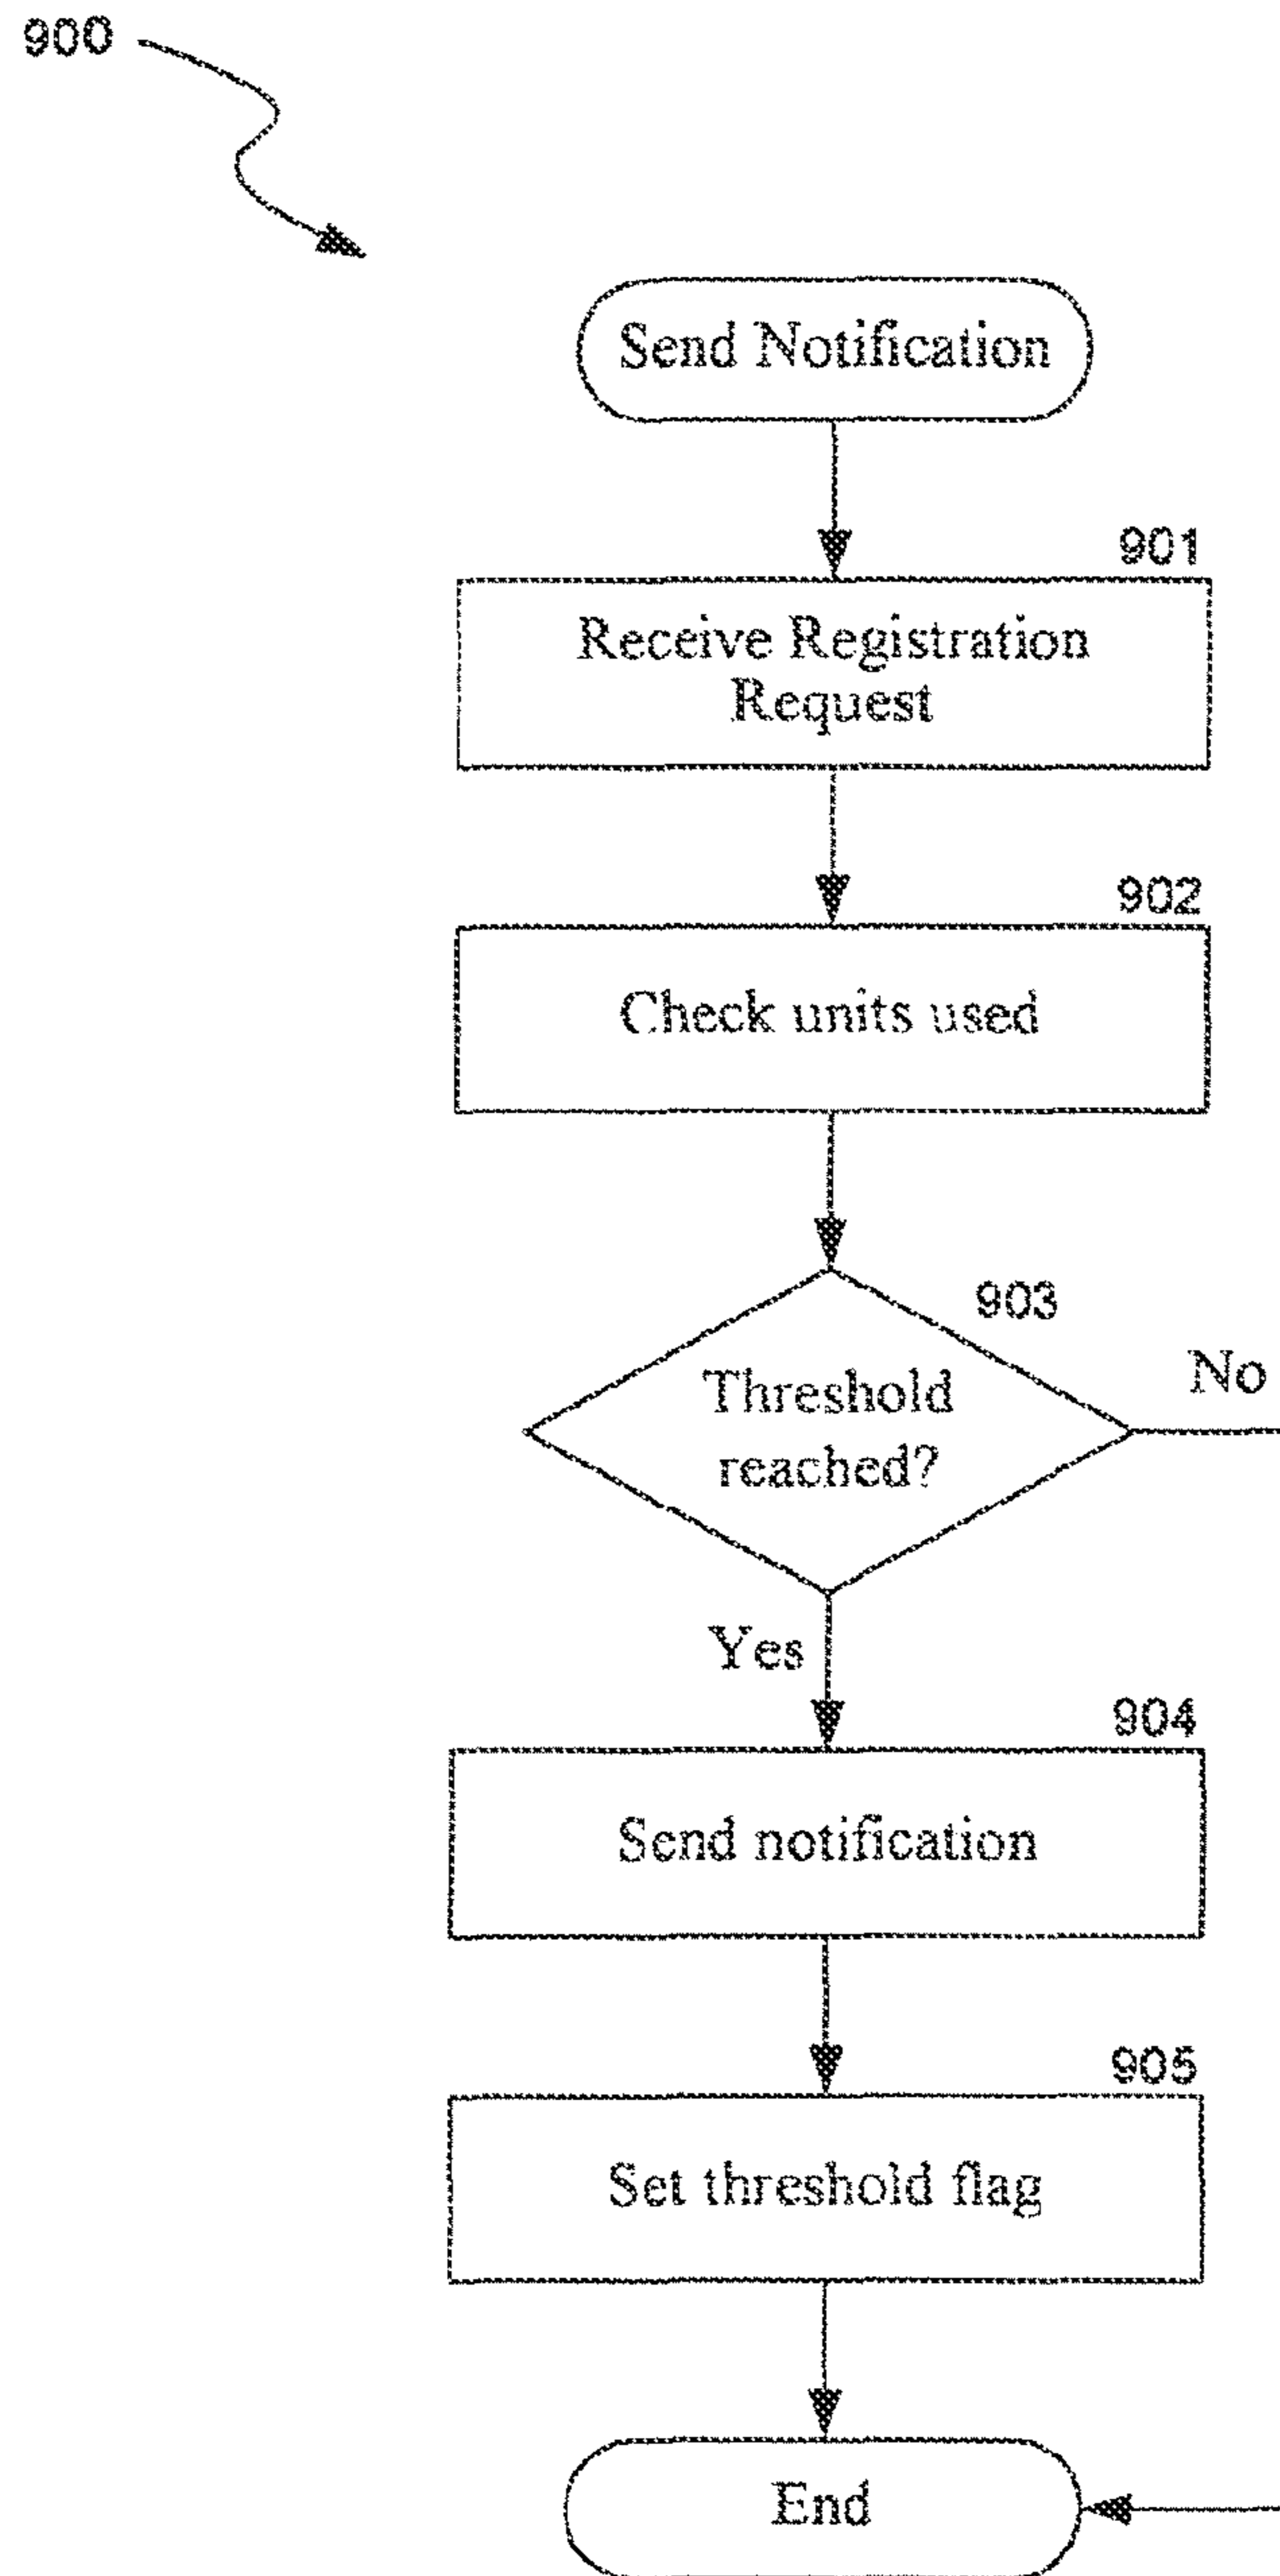 900
Send Notification
901
Receive Registration
Request
902
Check units used
903
Threshold
reached?
No
Yes
904
Send notification
905
Set threshold flag
End